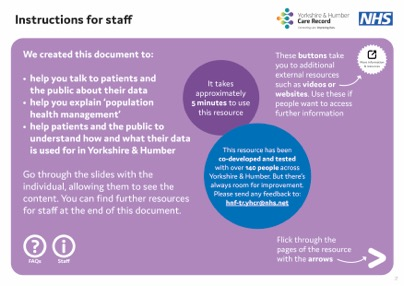 Instructions for staff
Yorkshire & Humber
Care Record
NHS
We created this document to:
• help you talk to patients and
the public about their data
• help you explain 'population
health management'
• help patients and the public to
understand how and what their data
is used for in Yorkshire & Humber
Go through the slides with the
individual, allowing them to see the
content. You can find further resources
for staff at the end of this document.
It takes
approximately
5 minutes to use
this resource
This resource has been
co-developed and tested
with over 140 people across
Yorkshire & Humber. But there's
always room for improvement.
Please send any feedback to:
hnf-tr.yhcr@nhs.net
These buttons take
you to additional
external resources
such as videos or
websites. Use these if
people want to access
further information
Flick through the
pages of the resource
with the arrows
?
FAQs
i
Staff